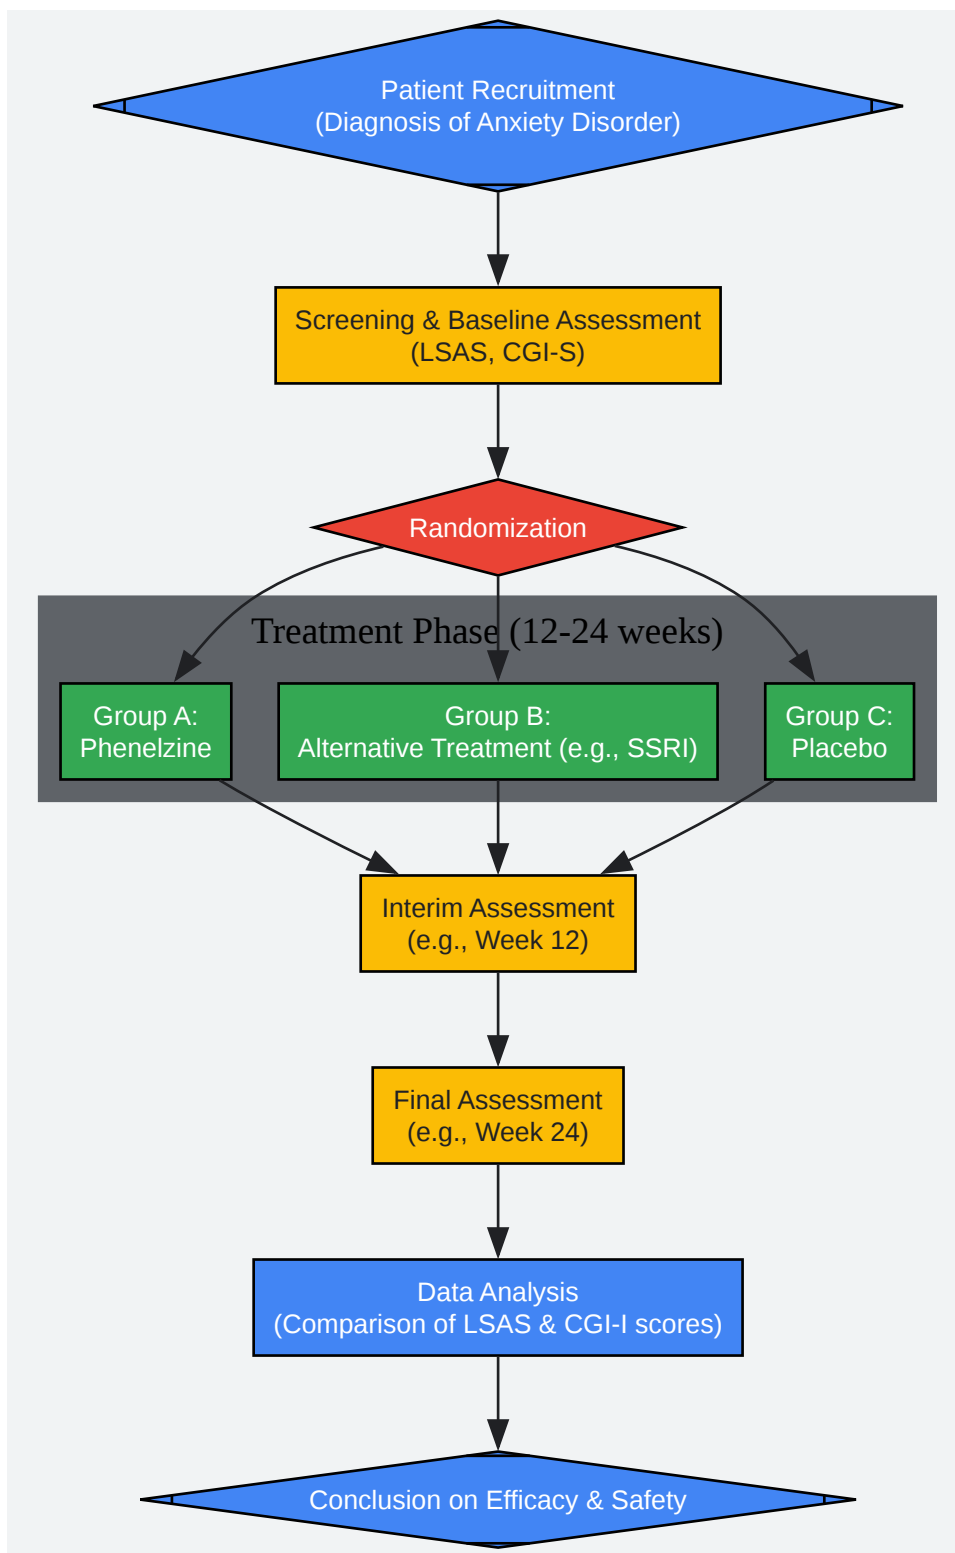 Patient Recruitment
(Diagnosis of Anxiety Disorder)
Screening & Baseline Assessment
(LSAS, CGI-S)
Randomization
Treatment Phase (12-24 weeks)
Group A:
Phenelzine
Group B:
Alternative Treatment (e.g., SSRI)
Group C:
Placebo
Interim Assessment
(e.g., Week 12)
Final Assessment
(e.g., Week 24)
Data Analysis
(Comparison of LSAS & CGI-I scores)
Conclusion on Efficacy & Safety